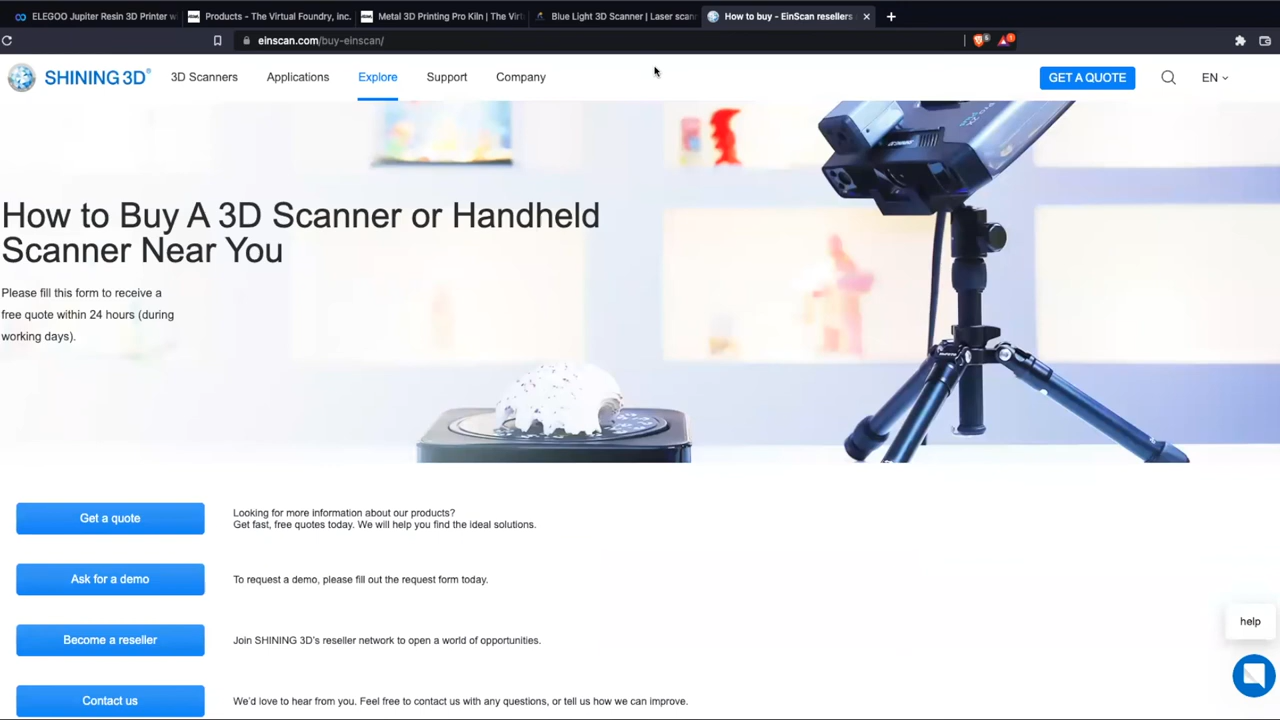 ELEGOO Jupiter Resin 3D Printer w
Products - The Virtual Foundry, inc.
Metal 3D Printing Pro Kiln | The Virt
Blue Light 3D Scanner | Laser scan
How to buy - EinScan resellers
einscan.com/buy-einscan/
6
1
SHINING 3D®
3D Scanners
Applications
Explore
Support
Company
GET A QUOTE
EN
How to Buy A 3D Scanner or Handheld
Scanner Near You
Please fill this form to receive a
free quote within 24 hours (during
working days).
Get a quote
Looking for more information about our products?
Get fast, free quotes today. We will help you find the ideal solutions.
Ask for a demo
To request a demo, please fill out the request form today.
Become a reseller
Join SHINING 3D's reseller network to open a world of opportunities.
help
Contact us
We'd love to hear from you. Feel free to contact us with any questions, or tell us how we can improve.